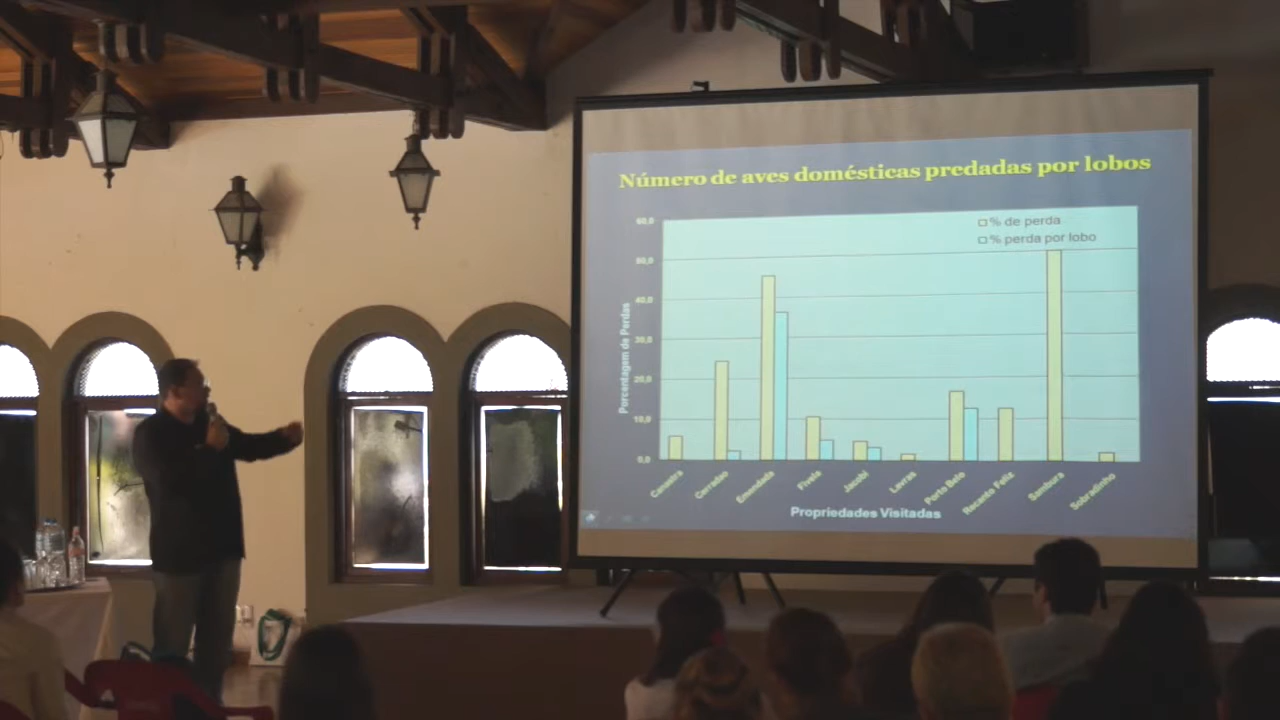 Número de aves domésticas predadas por lobos
% de perda
% perda por lobo
60,0
50,0
40,0
30,0
20,0
10,0
0,0
Porcentagem de Perdas
Canastra
Cerradão
Emendada
Fivela
Jacubi
Lavras
Porto Belo
Recanto Feliz
Sambura
Sobradinho
Propriedades Visitadas